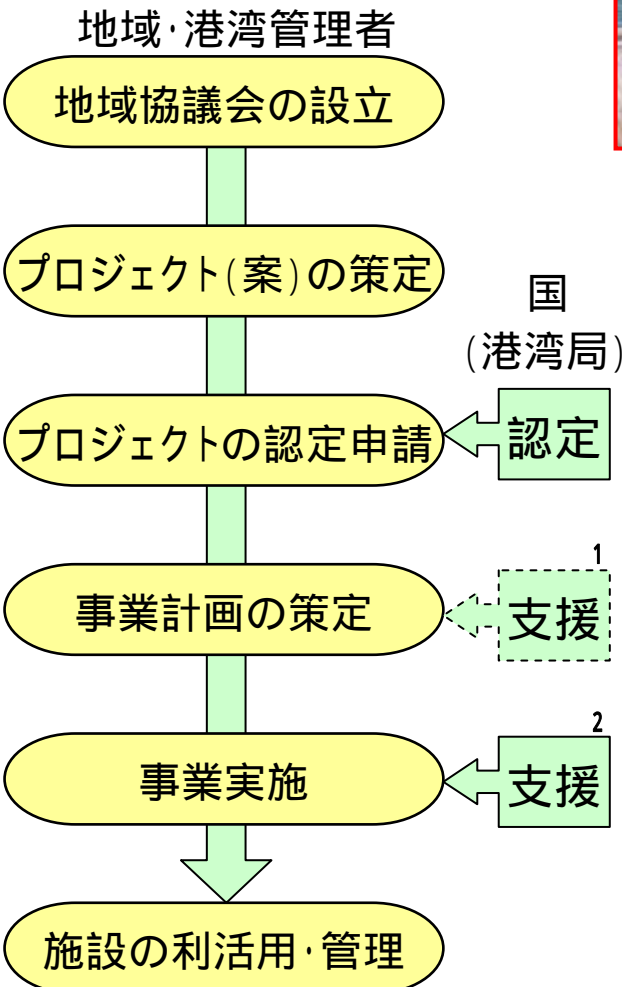 地域・港湾管理者
地域協議会の設立
プロジェクト(案)の策定
国
(港湾局)
プロジェクトの認定申請
認定
1
事業計画の策定
支援
2
事業実施
支援
施設の利活用・管理